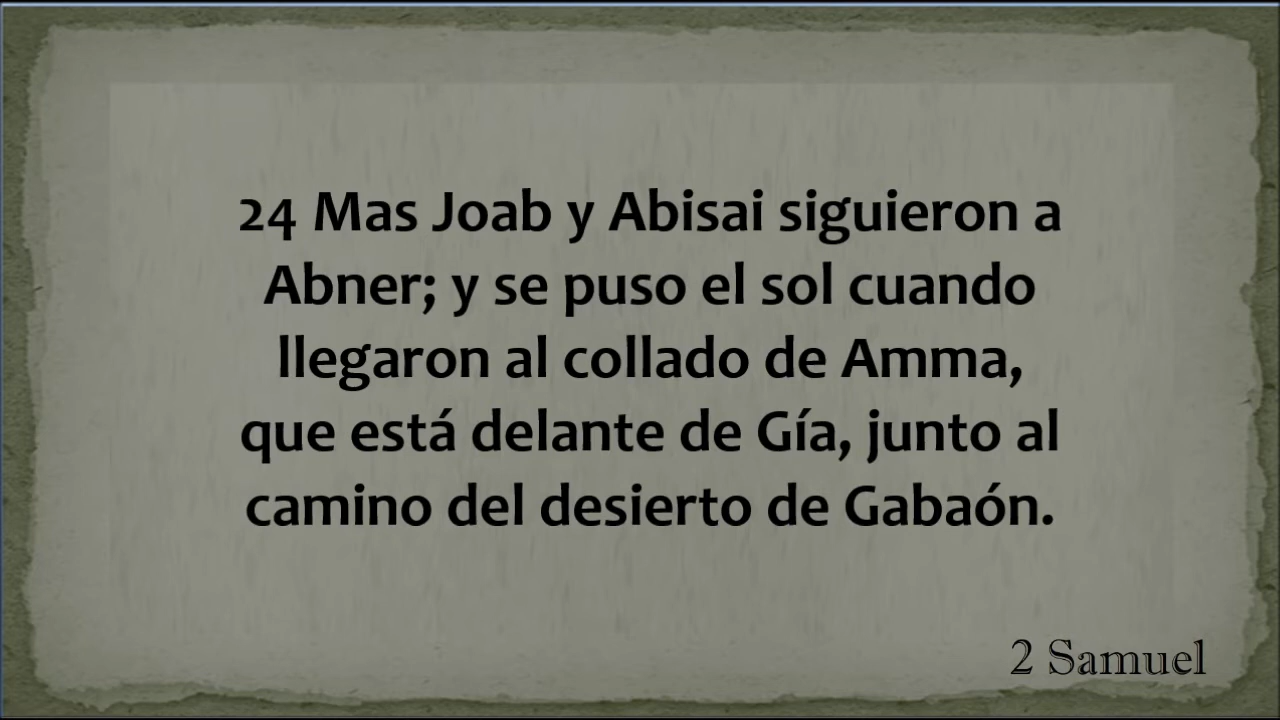 24 Mas Joab y Abisai siguieron a
Abner; y se puso el sol cuando
llegaron al collado de Amma,
que está delante de Gía, junto al
camino del desierto de Gabaón.
2 Samuel